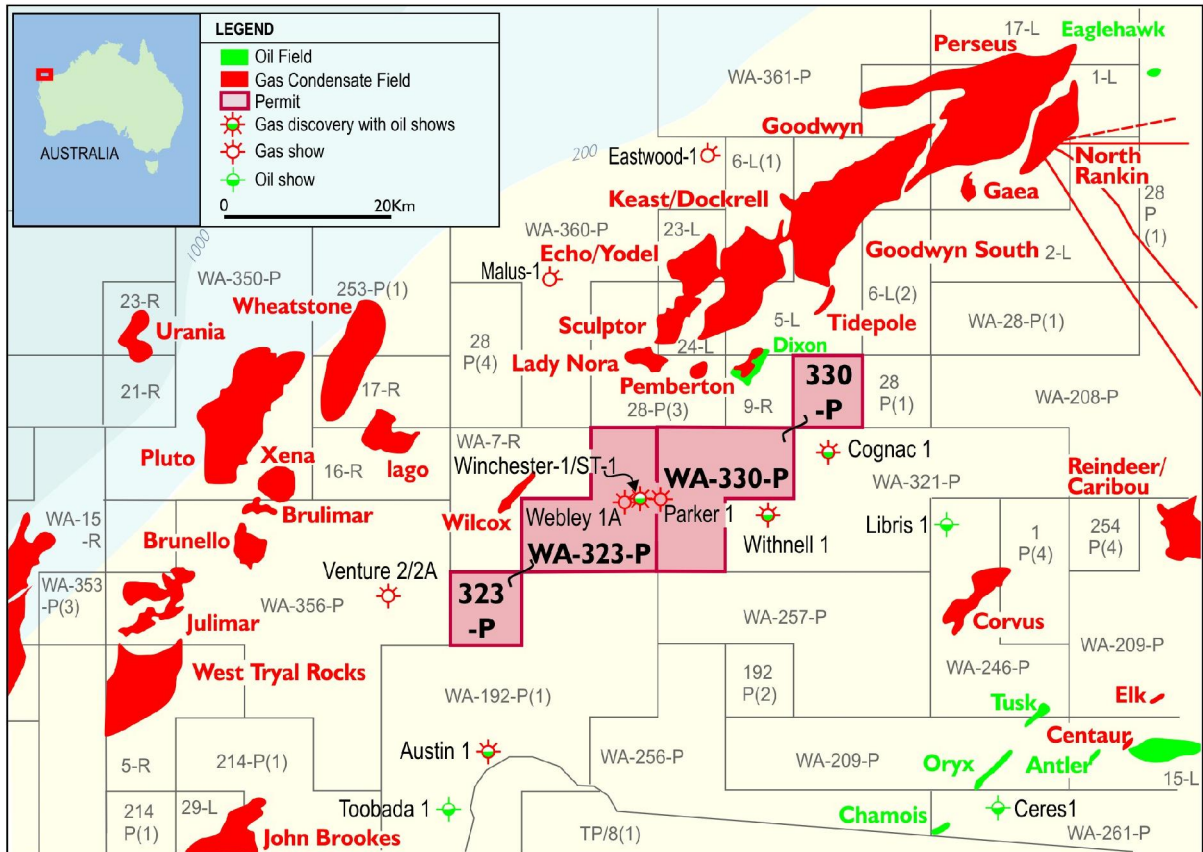 LEGEND
Oil Field
Gas Condensate Field
Permit
Gas discovery with oil shows
Gas show
Oil show
0 20Km
AUSTRALIA
17-L
Eaglehawk
Perseus
WA-361-P
1-L
Goodwyn
200
Eastwood-1
6-L(1)
North
Rankin
Gaea
28
P
(1)
Keast/Dockrell
WA-360-P
23-L
1000
Echo/Yodel
Goodwyn South
2-L
Malus-1
WA-350-P
253-P(1)
23-R
Wheatstone
6-L(2)
Urania
Sculptor
5-L
Tidepole
WA-28-P(1)
28
P(4)
24-L
Dixon
Lady Nora
Pemberton
330
-P
21-R
17-R
28-P(3)
9-R
28
P(1)
WA-208-P
WA-7-R
Pluto
Xena
Iago
16-R
Winchester-1/ST-1
WA-330-P
Cognac 1
WA-321-P
Reindeer/
Caribou
Wilcox
Webley 1A
Parker 1
Brulimar
WA-15
-R
Brunello
Withnell 1
Libris 1
1
P(4)
254
P(4)
WA-323-P
Venture 2/2A
WA-353
-P(3)
WA-356-P
323
-P
Julimar
WA-257-P
Corvus
West Tryal Rocks
WA-209-P
WA-246-P
192
P(2)
WA-192-P(1)
Elk
Tusk
Centaur
Austin 1
5-R
214-P(1)
WA-256-P
WA-209-P
Oryx
Antler
15-L
214
P(1)
29-L
Toobada 1
Ceres1
Chamois
John Brookes
TP/8(1)
WA-261-P